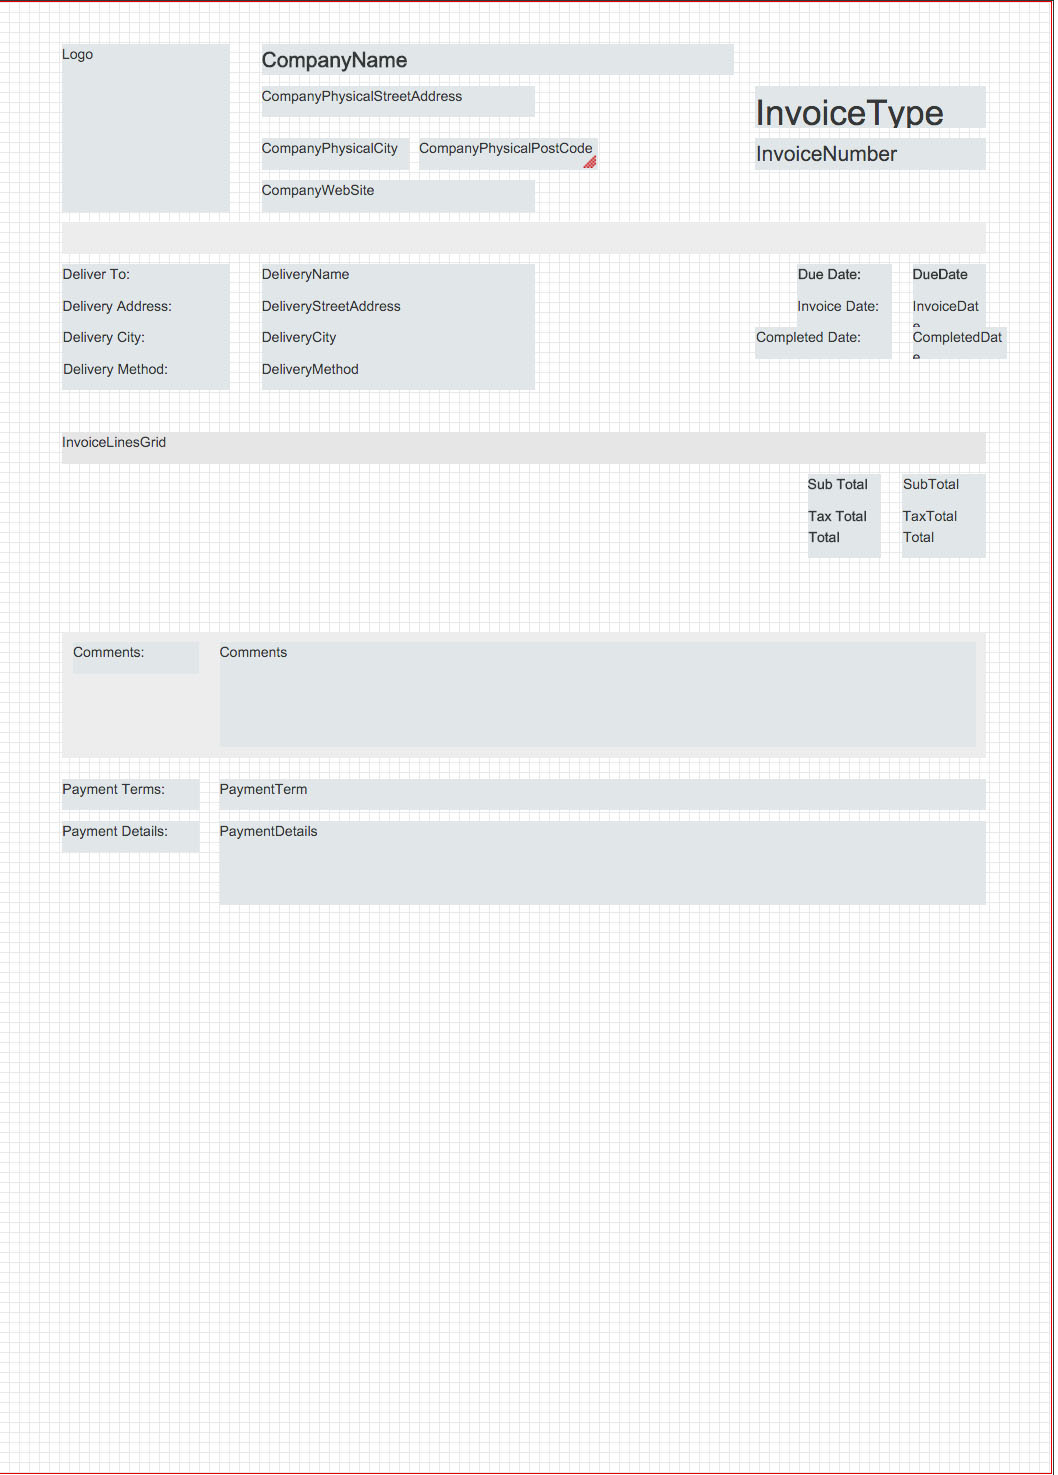 Logo
CompanyName
CompanyPhysicalStreetAddress
InvoiceType
CompanyPhysicalCity CompanyPhysicalPostCode
InvoiceNumber
CompanyWebSite
Deliver To: DeliveryName Due Date: DueDate
Delivery Address: DeliveryStreetAddress Invoice Date: InvoiceDat
e
Delivery City: DeliveryCity Completed Date: CompletedDat
e
Delivery Method: DeliveryMethod
InvoiceLinesGrid
Sub Total SubTotal
Tax Total TaxTotal
Total Total
Comments: Comments
Payment Terms: PaymentTerm
Payment Details: PaymentDetails